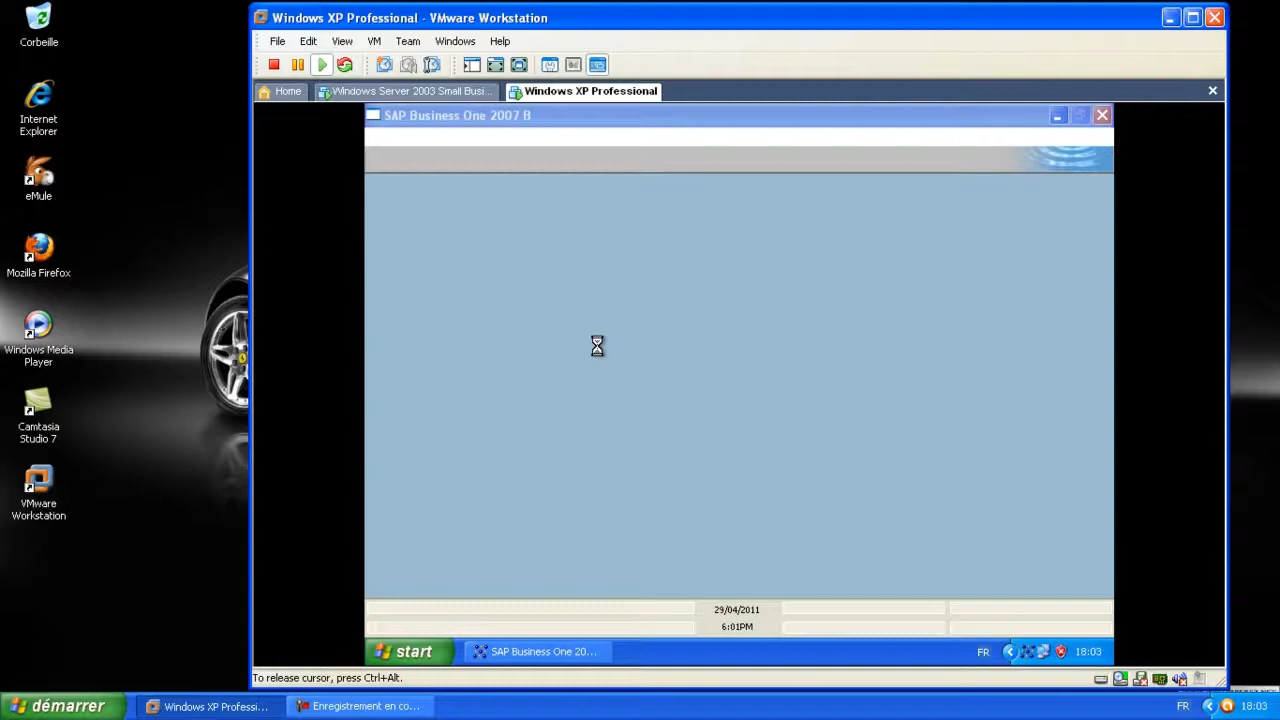 Corbeille
Internet
Explorer
eMule
Mozilla Firefox
Windows Media
Player
Camtasia
Studio 7
VMware
Workstation
Windows XP Professional - VMware Workstation
File Edit View VM Team Windows Help
Home Windows Server 2003 Small Busi... Windows XP Professional
SAP Business One 2007 B
29/04/2011
6:01PM
start SAP Business One 20... FR 18:03
To release cursor, press Ctrl+Alt.
démarrer Windows XP Professi... Enregistrement en co... FR 18:03